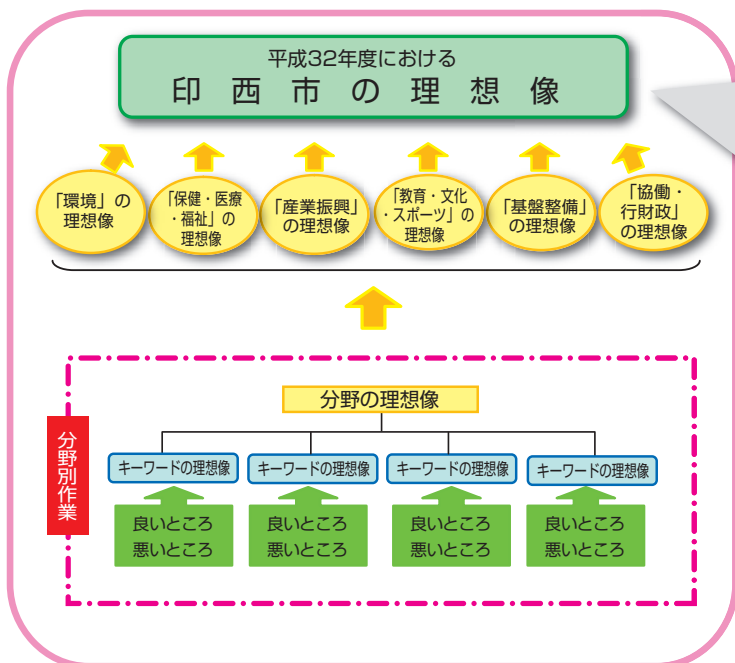 平成32年度における
印西市の理想像
「環境」の
理想像
「保健・医療
・福祉」の
理想像
「産業振興」
の理想像
「教育・文化
・スポーツ」の
理想像
「基盤整備」
の理想像
「協働・
行財政」
の理想像
分野別作業
分野の理想像
キーワードの理想像
キーワードの理想像
キーワードの理想像
キーワードの理想像
良いところ
悪いところ
良いところ
悪いところ
良いところ
悪いところ
良いところ
悪いところ